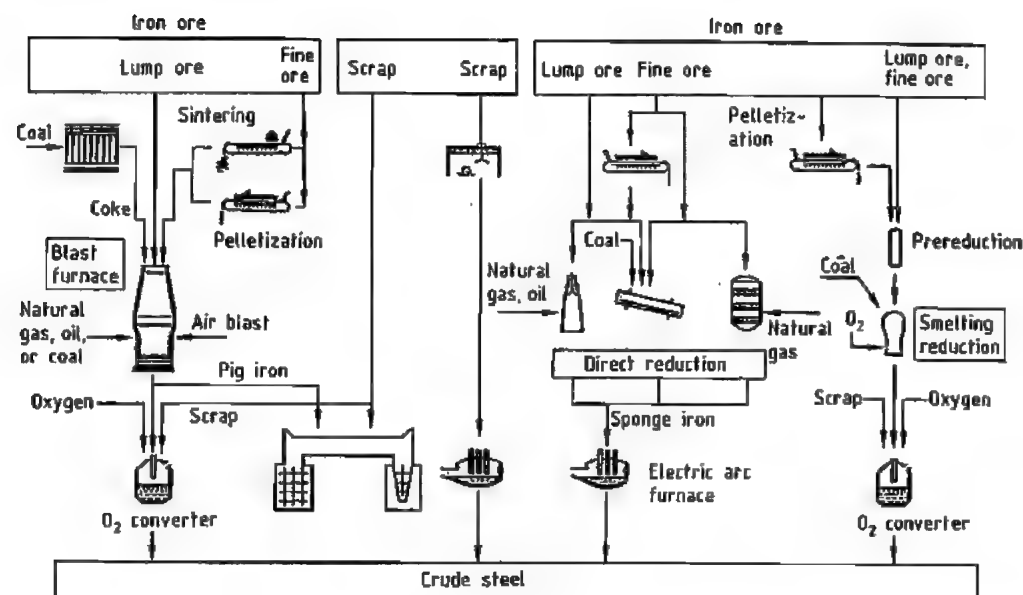 Iron ore
Iron ore
Lump ore
Fine
ore
Scrap
Scrap
Lump ore
Fine ore
Lump ore,
fine ore
Coal
Sintering
Pelletiz-
ation
Coke
Pelletization
Blast
furnace
Coal
Prereduction
Natural
gas, oil
Coal
Natural
gas, oil,
or coal
Air blast
Natural
gas
O2
Smelting
reduction
Pig iron
Direct reduction
Oxygen
Scrap
Sponge iron
Scrap
Oxygen
Electric arc
furnace
O2 converter
O2 converter
Crude steel